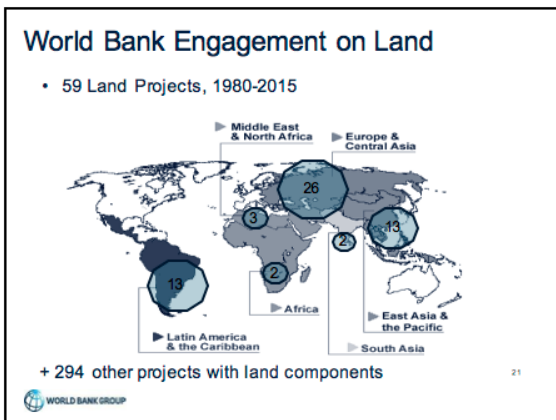 World Bank Engagement on Land
• 59 Land Projects, 1980-2015
Middle East
& North Africa
Europe &
Central Asia
26
3
13
2
2
13
Africa
East Asia &
the Pacific
Latin America
& the Caribbean
South Asia
+ 294 other projects with land components
21
WORLD BANK GROUP